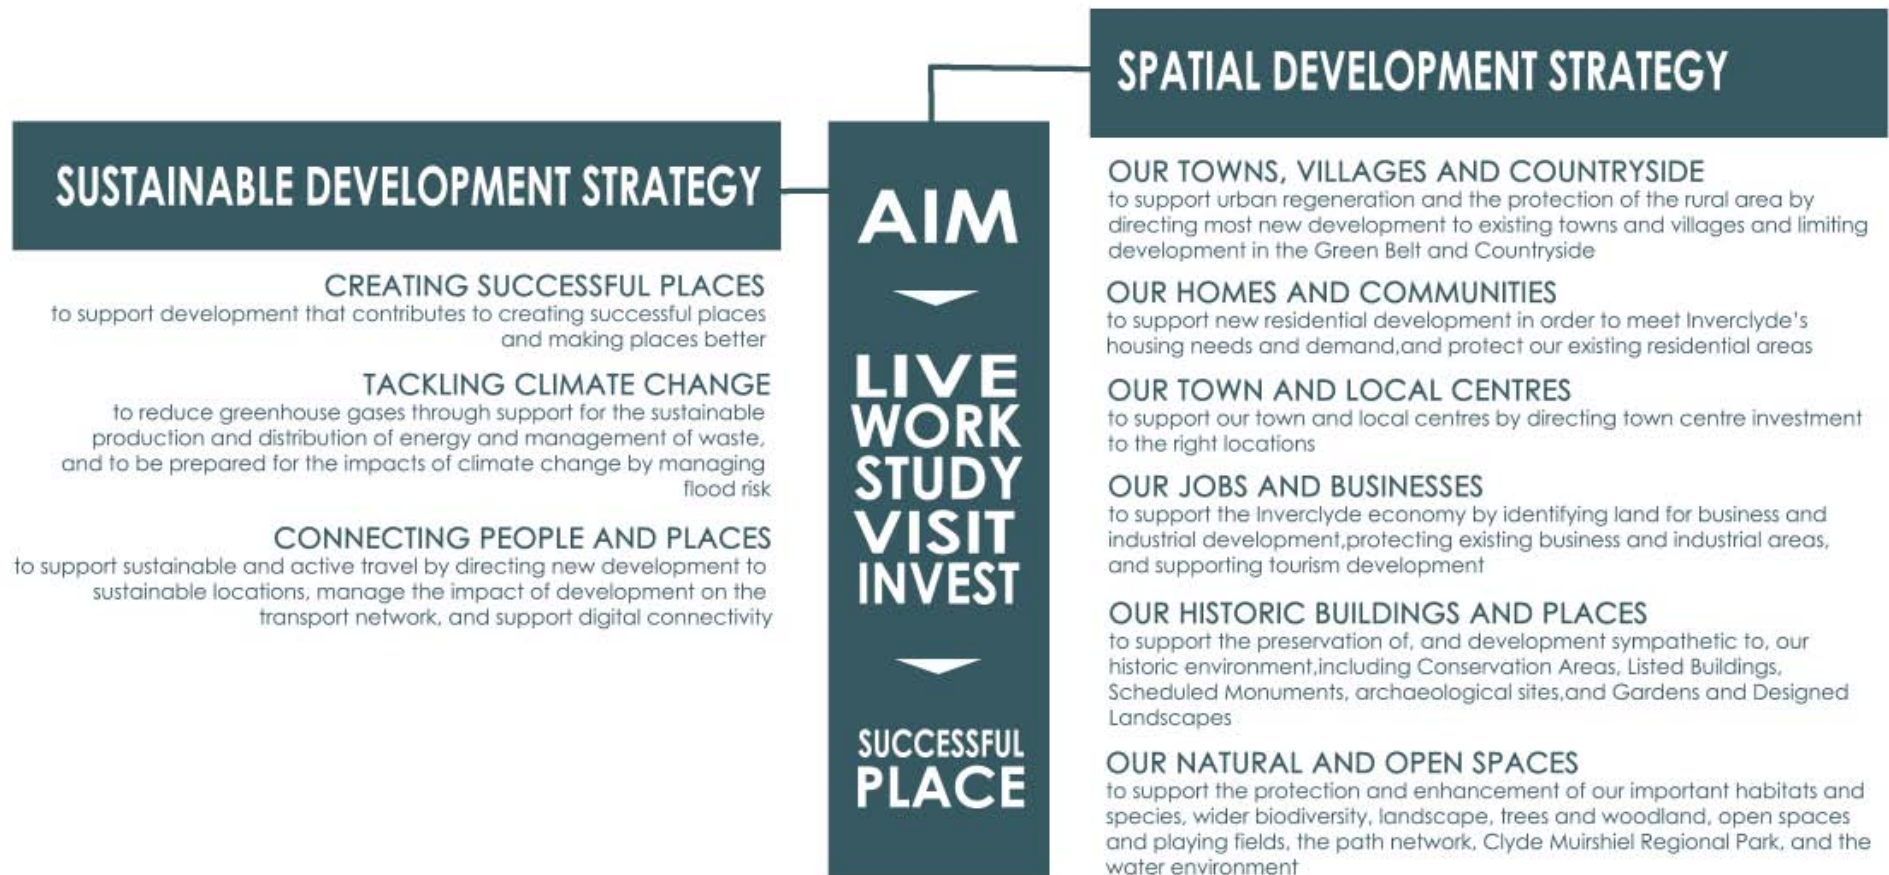 SUSTAINABLE DEVELOPMENT STRATEGY
CREATING SUCCESSFUL PLACES
to support development that contributes to creating successful places
and making places better
TACKLING CLIMATE CHANGE
to reduce greenhouse gases through support for the sustainable
production and distribution of energy and management of waste,
and to be prepared for the impacts of climate change by managing
flood risk
CONNECTING PEOPLE AND PLACES
to support sustainable and active travel by directing new development to
sustainable locations, manage the impact of development on the
transport network, and support digital connectivity
AIM
LIVE
WORK
STUDY
VISIT
INVEST
SUCCESSFUL
PLACE
SPATIAL DEVELOPMENT STRATEGY
OUR TOWNS, VILLAGES AND COUNTRYSIDE
to support urban regeneration and the protection of the rural area by
directing most new development to existing towns and villages and limiting
development in the Green Belt and Countryside
OUR HOMES AND COMMUNITIES
to support new residential development in order to meet Inverclyde's
housing needs and demand,and protect our existing residential areas
OUR TOWN AND LOCAL CENTRES
to support our town and local centres by directing town centre investment
to the right locations
OUR JOBS AND BUSINESSES
to support the Inverclyde economy by identifying land for business and
industrial development,protecting existing business and industrial areas,
and supporting tourism development
OUR HISTORIC BUILDINGS AND PLACES
to support the preservation of, and development sympathetic to, our
historic environment,including Conservation Areas, Listed Buildings,
Scheduled Monuments, archaeological sites,and Gardens and Designed
Landscapes
OUR NATURAL AND OPEN SPACES
to support the protection and enhancement of our important habitats and
species, wider biodiversity, landscape, trees and woodland, open spaces
and playing fields, the path network, Clyde Muirshiel Regional Park, and the
water environment